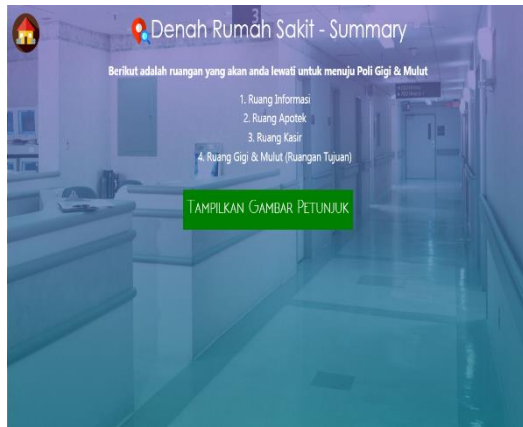 3
Denah Rumah Sakit - Summary
Berikut adalah ruangan yang akan anda lewati untuk menuju Poli Gigi & Mulut
1. Ruang Informasi
2. Ruang Apotek
3. Ruang Kasir
4. Ruang Gigi & Mulut (Ruangan Tujuan)
TAMPILKAN GAMBAR PETUNJUK